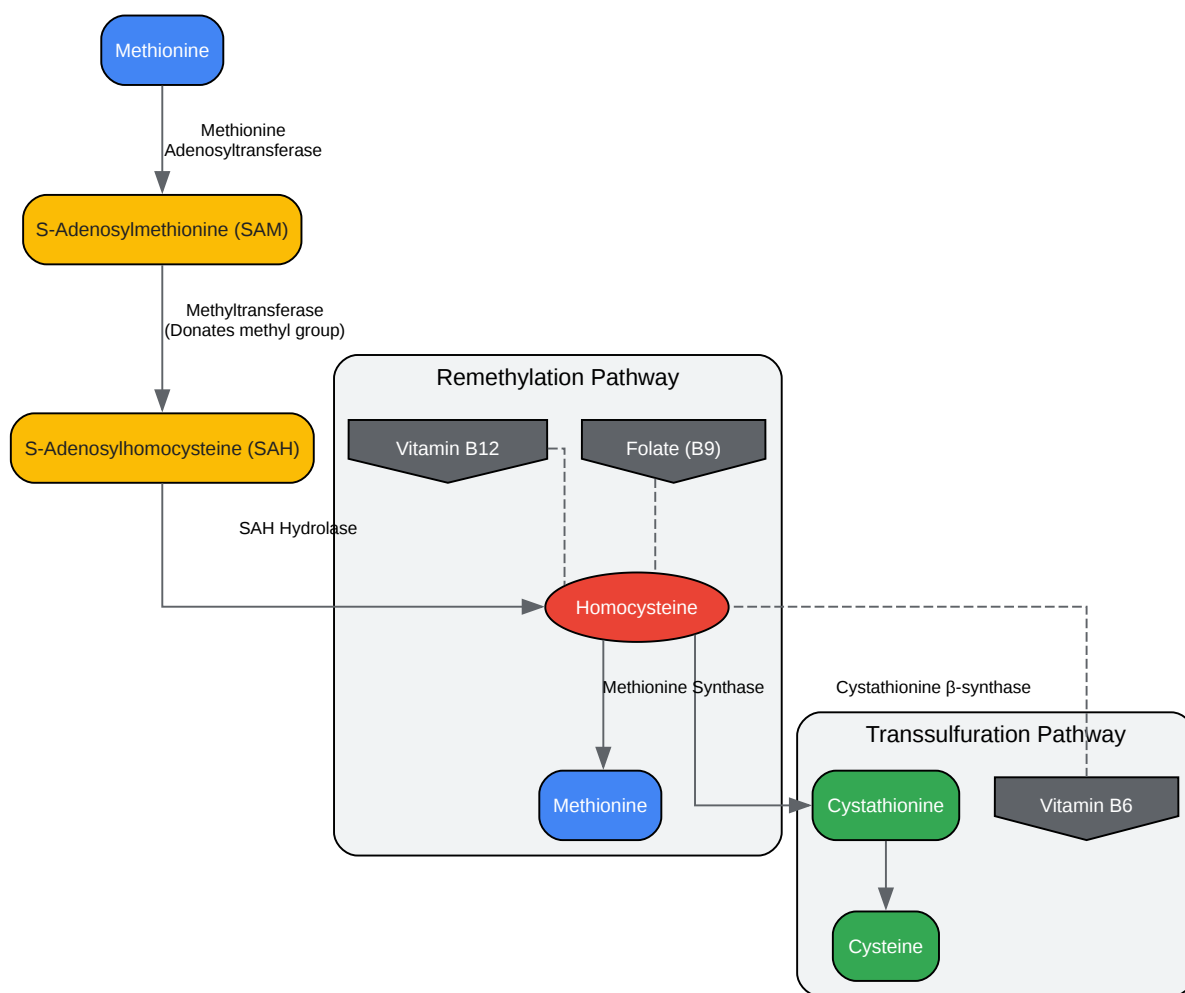 Methionine
Methionine
Adenosyltransferase
S-Adenosylmethionine (SAM)
Methyltransferase
(Donates methyl group)
Remethylation Pathway
Vitamin B12
Folate (B9)
S-Adenosylhomocysteine (SAH)
SAH Hydrolase
Homocysteine
Methionine Synthase
Cystathionine β-synthase
Transsulfuration Pathway
Methionine
Cystathionine
Vitamin B6
Cysteine